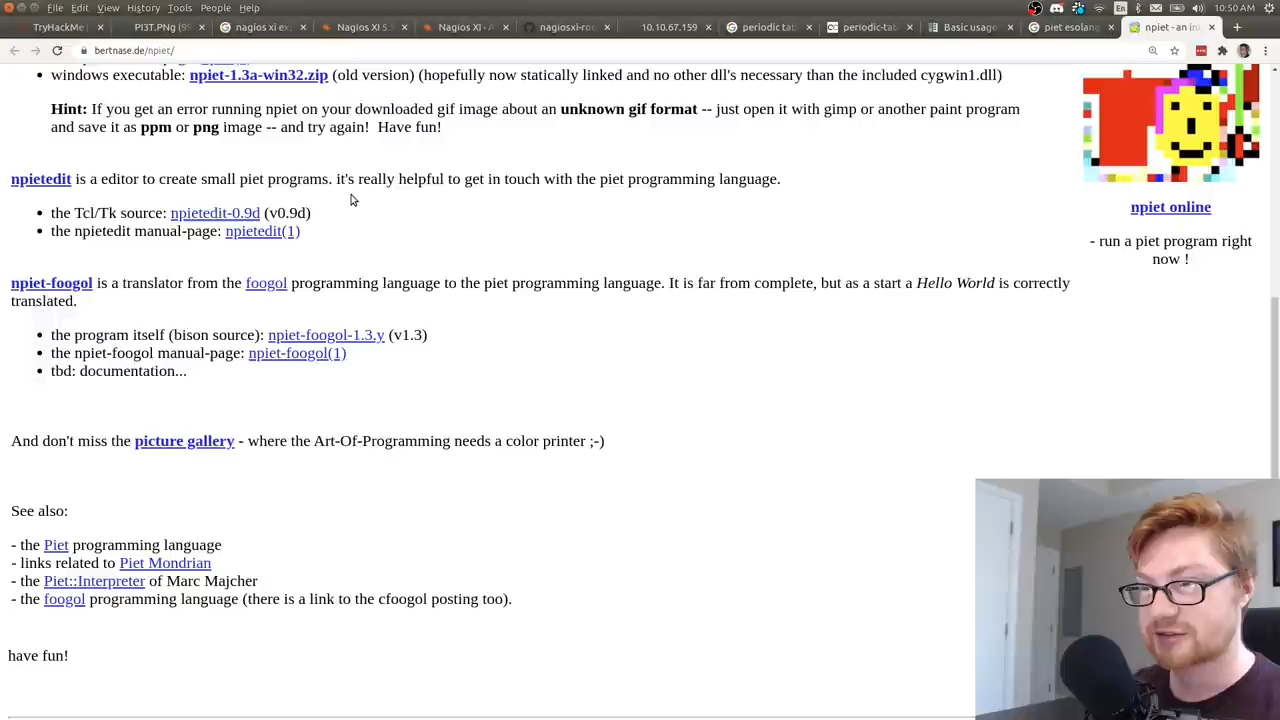 File Edit View History Bookmarks Tools People Help
En
10:50 AM
TryHackMe
PI3T.PNG (99
nagios xi ex
Nagios XI 5.
Nagios XI - A
nagiosxi-roo
10.10.67.159
periodic tab
periodic-tab
Basic usage
piet esolang
npiet - an in
bertnase.de/npiet/
• windows executable: npiet-1.3a-win32.zip (old version) (hopefully now statically linked and no other dll's necessary than the included cygwin1.dll)
Hint: If you get an error running npiet on your downloaded gif image about an unknown gif format -- just open it with gimp or another paint program
and save it as ppm or png image -- and try again! Have fun!
npietedit is a editor to create small piet programs. it's really helpful to get in touch with the piet programming language.
• the Tcl/Tk source: npietedit-0.9d (v0.9d)
• the npietedit manual-page: npietedit(1)
npiet online
- run a piet program right
now !
npiet-foogol is a translator from the foogol programming language to the piet programming language. It is far from complete, but as a start a Hello World is correctly
translated.
• the program itself (bison source): npiet-foogol-1.3.y (v1.3)
• the npiet-foogol manual-page: npiet-foogol(1)
• tbd: documentation...
And don't miss the picture gallery - where the Art-Of-Programming needs a color printer ;-)
See also:
- the Piet programming language
- links related to Piet Mondrian
- the Piet::Interpreter of Marc Majcher
- the foogol programming language (there is a link to the cfoogol posting too).
have fun!